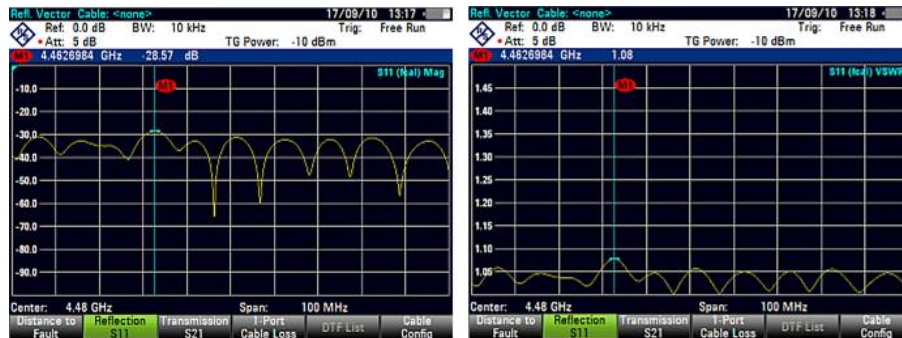 Refl. Vector Cable: <none> 17/09/10 13:17
Ref: 0.0 dB BW: 10 kHz Trig: Free Run
• Att: 5 dB TG Power: -10 dBm
M1 4.4626984 GHz -28.57 dB
S11 (fcal) Mag
M1
-10.0
-20.0
-30.0
-40.0
-50.0
-60.0
-70.0
-80.0
-90.0
Center: 4.48 GHz Span: 100 MHz
Distance to Fault Reflection S11 Transmission S21 1-Port Cable Loss DTF List Cable Config
Refl. Vector Cable: <none> 17/09/10 13:18
Ref: 0.0 dB BW: 10 kHz Trig: Free Run
• Att: 5 dB TG Power: -10 dBm
M1 4.4626984 GHz 1.08
S11 (fcal) VSWR
M1
1.45
1.40
1.35
1.30
1.25
1.20
1.15
1.10
1.05
Center: 4.48 GHz Span: 100 MHz
Distance to Fault Reflection S11 Transmission S21 1-Port Cable Loss DTF List Cable Config